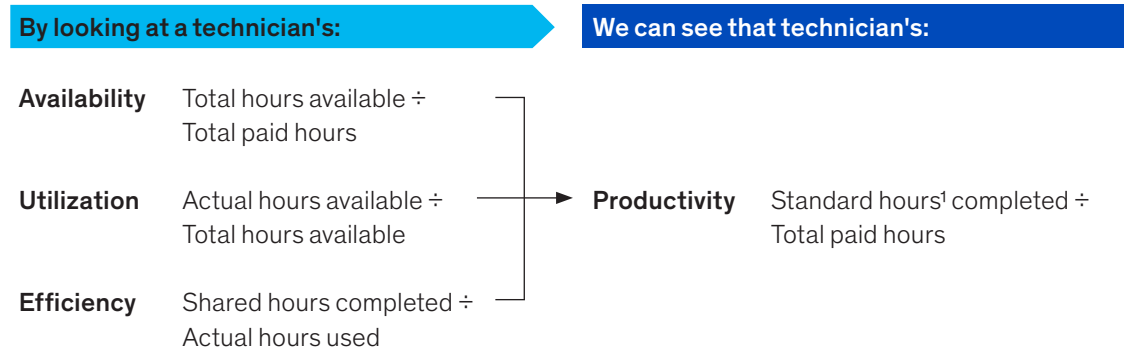 By looking at a technician's:
We can see that technician's:
Availability Total hours available ÷
Total paid hours
Utilization Actual hours available ÷
Total hours available
Productivity Standard hours¹ completed ÷
Total paid hours
Efficiency Shared hours completed ÷
Actual hours used